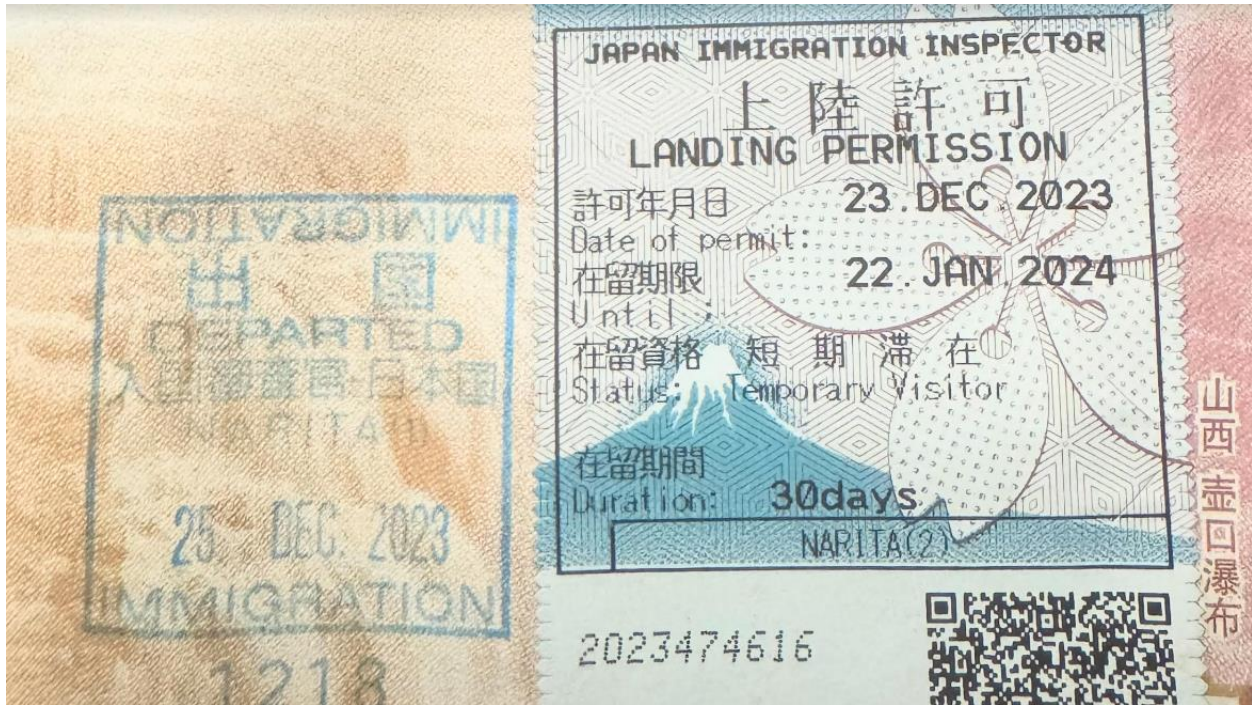 IMMIGRATION
出 国
DEPARTED
入国審査官・日本国
NARITA(2)
25. DEC. 2023
IMMIGRATION
1218
JAPAN IMMIGRATION INSPECTOR
上陸許可
LANDING PERMISSION
許可年月日 23.DEC.2023
Date of permit:
在留期限 22.JAN.2024
Until :
在留資格 短期滞在
Status: Temporary Visitor
在留期間
Duration: 30days
NARITA(2)
2023474616
山西 壶口瀑布